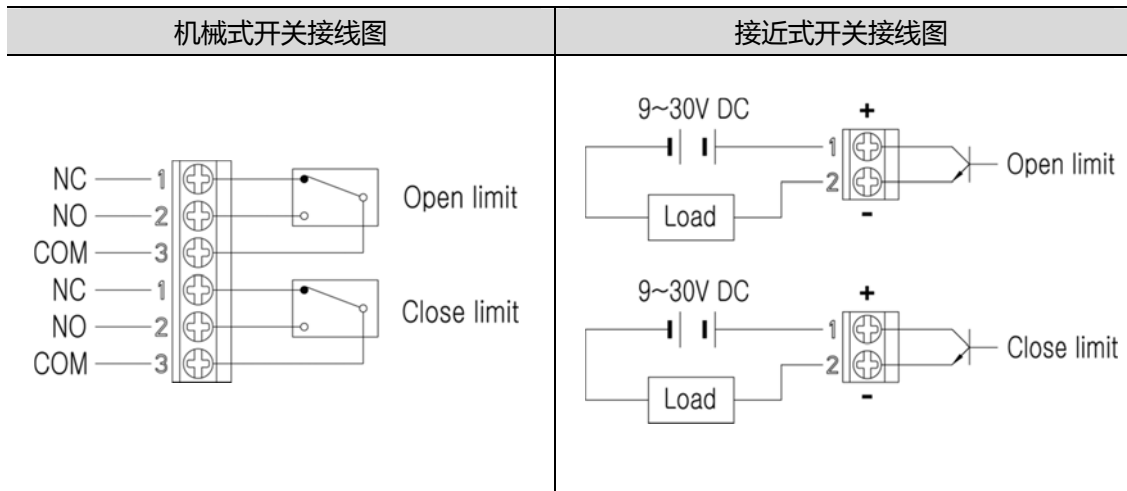 机械式开关接线图
接近式开关接线图
NC 1
NO 2
COM 3
Open limit
NC 1
NO 2
COM 3
Close limit
9~30V DC
+
1
2
-
Load
Open limit
9~30V DC
+
1
2
-
Load
Close limit